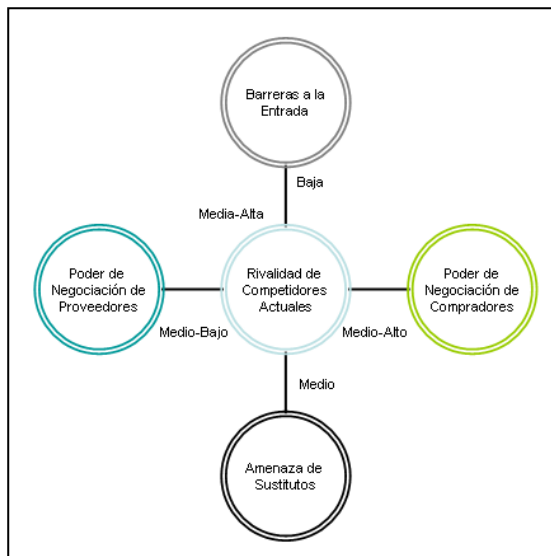 Barreras a la
Entrada
Baja
Media-Alta
Poder de
Negociación de
Proveedores
Rivalidad de
Competidores
Actuales
Poder de
Negociación de
Compradores
Medio-Bajo
Medio-Alto
Medio
Amenaza de
Sustitutos